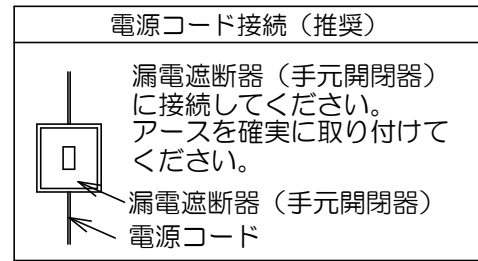 電源コード接続（推奨）
漏電遮断器（手元開閉器）
に接続してください。
アースを確実に取り付けて
ください。
漏電遮断器（手元開閉器）
電源コード